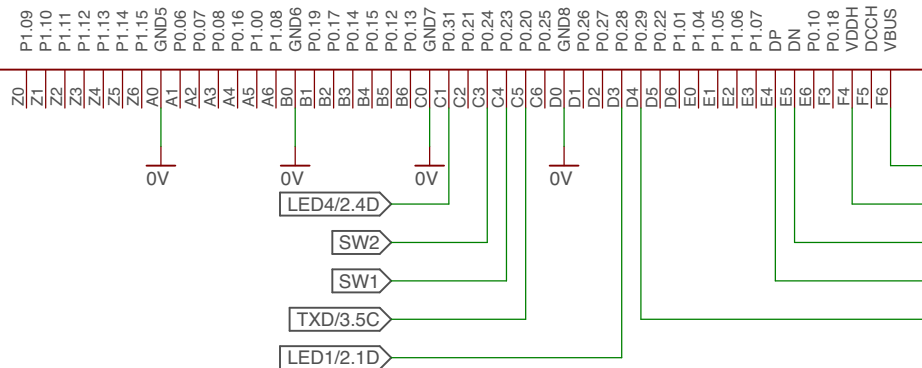 P1.09 P1.10 P1.11 P1.12 P1.13 P1.14 P1.15 GND5 P0.06 P0.07 P0.08 P0.16 P1.00 P1.08 GND6 P0.19 P0.17 P0.14 P0.15 P0.12 P0.13 GND7 P0.31 P0.21 P0.24 P0.23 P0.20 P0.25 GND8 P0.26 P0.27 P0.28 P0.29 P0.22 P1.01 P1.04 P1.05 P1.06 P1.07 DP DN P0.10 P0.18 VDDH DCCH VBUS
Z0 Z1 Z2 Z3 Z4 Z5 Z6 A0 A1 A2 A3 A4 A5 A6 B0 B1 B2 B3 B4 B5 B6 C0 C1 C2 C3 C4 C5 C6 D0 D1 D2 D3 D4 D5 D6 E0 E1 E2 E3 E4 E5 E6 F3 F4 F5 F6
0V 0V 0V 0V
LED4/2.4D
SW2
SW1
TXD/3.5C
LED1/2.1D